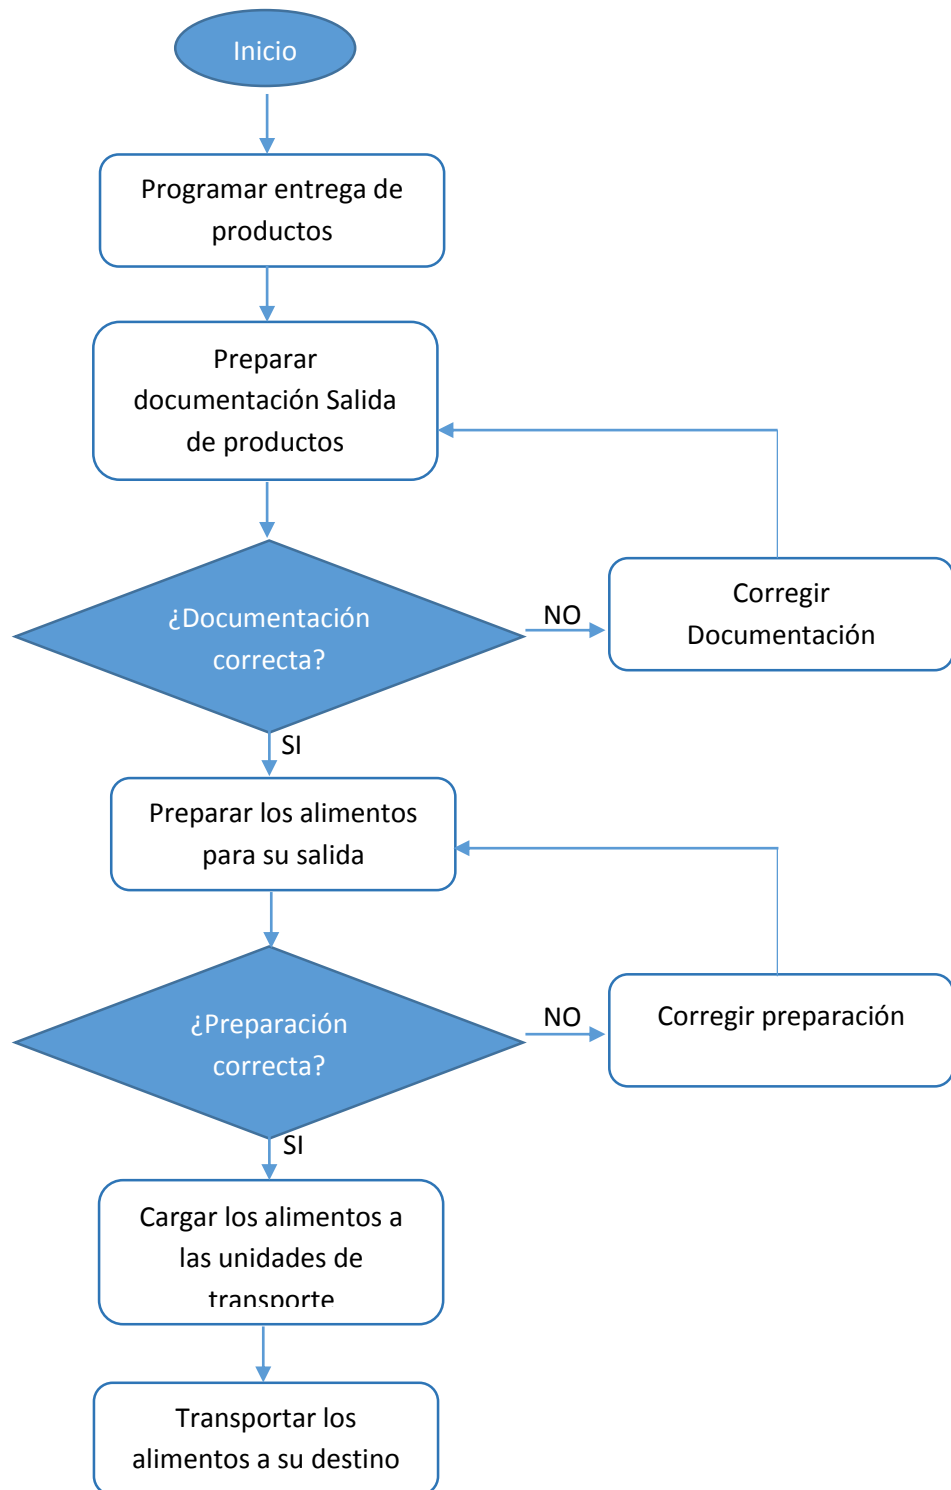 Inicio
Programar entrega de
productos
Preparar
documentación Salida
de productos
¿Documentación
correcta?
NO
Corregir
Documentación
SI
Preparar los alimentos
para su salida
¿Preparación
correcta?
NO
Corregir preparación
SI
Cargar los alimentos a
las unidades de
transporte
Transportar los
alimentos a su destino